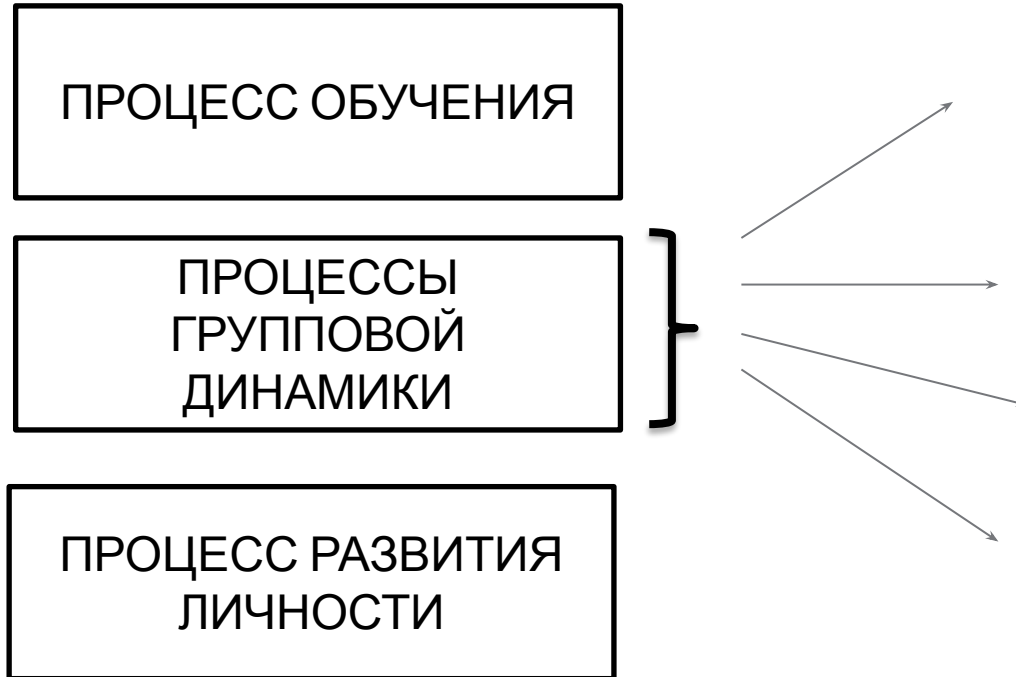 ПРОЦЕСС ОБУЧЕНИЯ
ПРОЦЕССЫ
ГРУППОВОЙ
ДИНАМИКИ
ПРОЦЕСС РАЗВИТИЯ
ЛИЧНОСТИ